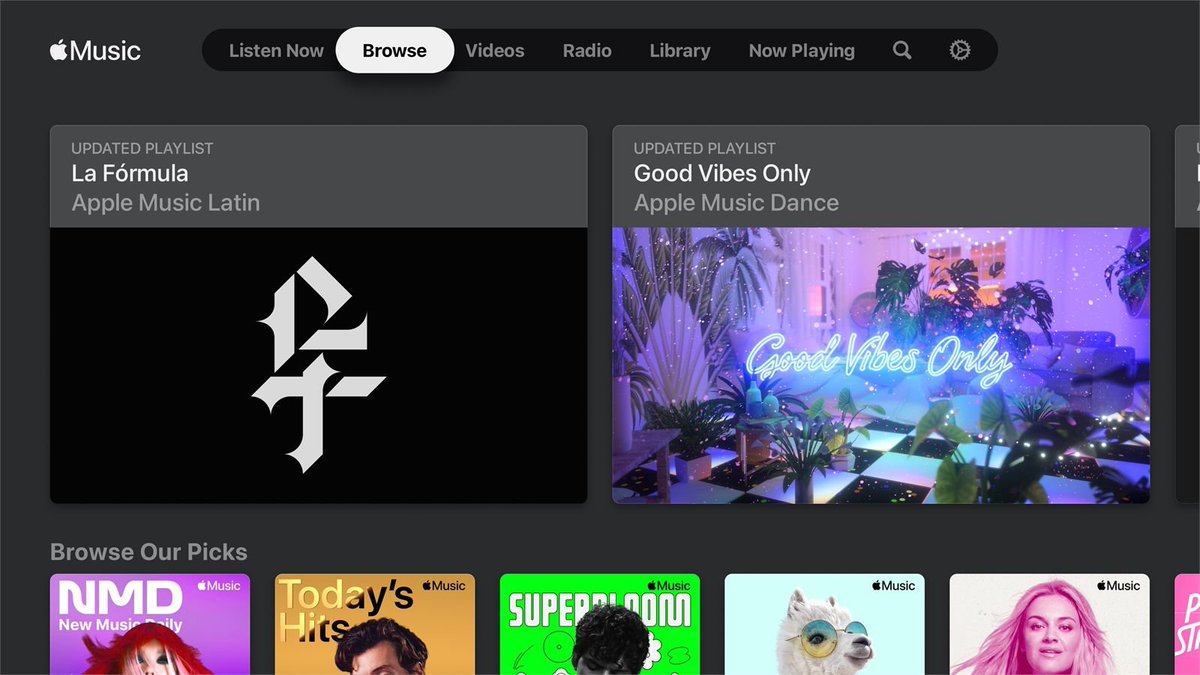 Music
Listen Now
Browse
Videos
Radio
Library
Now Playing
UPDATED PLAYLIST
La Fórmula
Apple Music Latin
UPDATED PLAYLIST
Good Vibes Only
Apple Music Dance
Good Vibes Only
Browse Our Picks
NMD
New Music Daily
Music
Today's
Hits
Music
SUPERBLOOM
Music
Music
Music